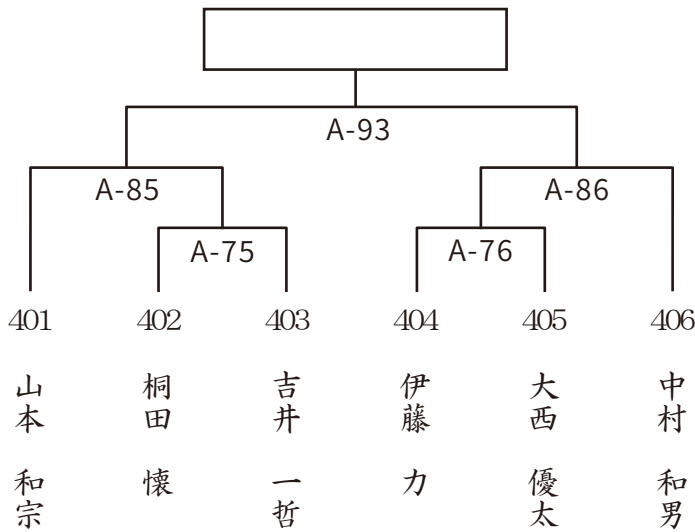 A-93
A-85
A-86
A-75
A-76
401
402
403
404
405
406
山本 和宗
桐田 懐
吉井 一哲
伊藤 力
大西 優太
中村 和男